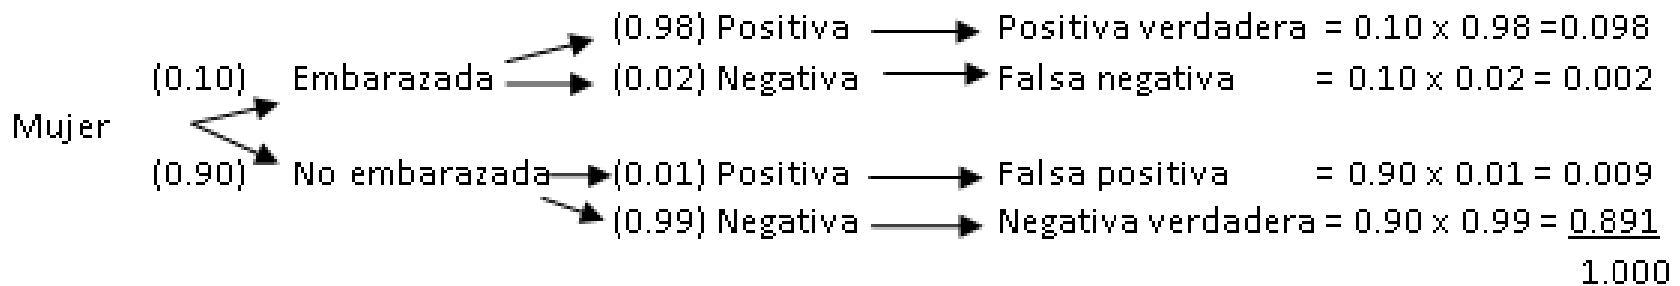 (0.98) Positiva Positiva verdadera = 0.10 x 0.98 =0.098
(0.10) Embarazada (0.02) Negativa Falsa negativa = 0.10 x 0.02 = 0.002
Mujer
(0.90) No embarazada (0.01) Positiva Falsa positiva = 0.90 x 0.01 = 0.009
(0.99) Negativa Negativa verdadera = 0.90 x 0.99 = 0.891
1.000